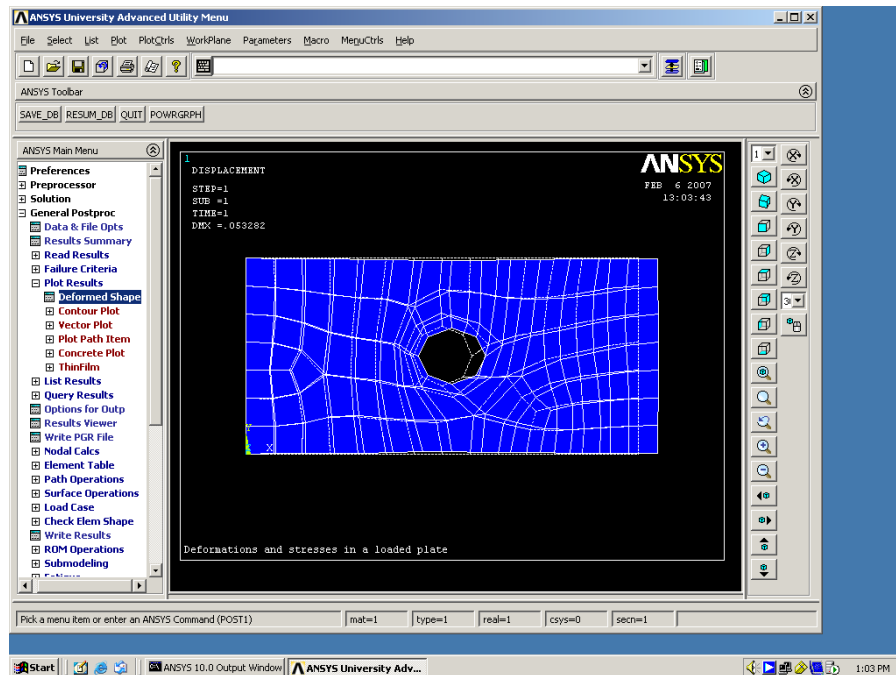 ANSYS University Advanced Utility Menu
File Select List Plot PlotCtrls WorkPlane Parameters Macro MenuCtrls Help
ANSYS Toolbar
SAVE_DB RESUM_DB QUIT POWRGRPH
ANSYS Main Menu
Preferences
Preprocessor
Solution
General Postproc
Data & File Opts
Results Summary
Read Results
Failure Criteria
Plot Results
Deformed Shape
Contour Plot
Vector Plot
Plot Path Item
Concrete Plot
ThinFilm
List Results
Query Results
Options for Outp
Results Viewer
Write PGR File
Nodal Calcs
Element Table
Path Operations
Surface Operations
Load Case
Check Elem Shape
Write Results
ROM Operations
Submodeling
1
DISPLACEMENT
STEP=1
SUB =1
TIME=1
DMX =.053282
ANSYS
FEB 6 2007
13:03:43
Y
X
Deformations and stresses in a loaded plate
1
X
X
Y
Y
Z
Z
Pick a menu item or enter an ANSYS Command (POST1)
mat=1
type=1
real=1
csys=0
secn=1
Start
ANSYS 10.0 Output Window
ANSYS University Adv...
1:03 PM